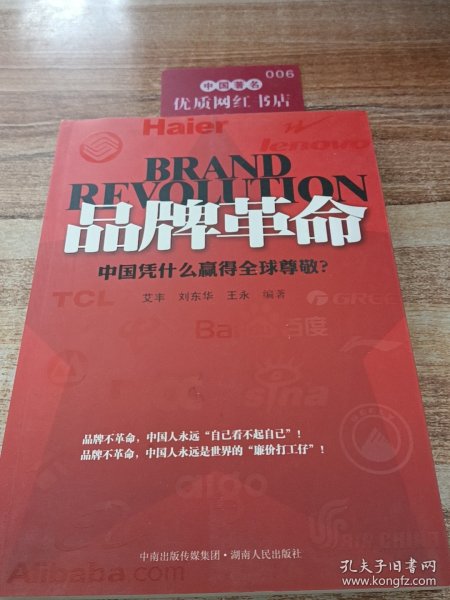 006
中国著名
优质网红书店
Haier
lenovo
BRAND
REVOLUTION
品牌革命
中国凭什么赢得全球尊敬?
艾丰 刘东华 王永 编著
TCL
GREE
Bai 百度
ina
品牌不革命,中国人永远“自己看不起自己”!
品牌不革命,中国人永远是世界的“廉价打工仔”!
aigo
中南出版传媒集团·湖南人民出版社
Alibaba.com
孔夫子旧书网
www.kongfz.com